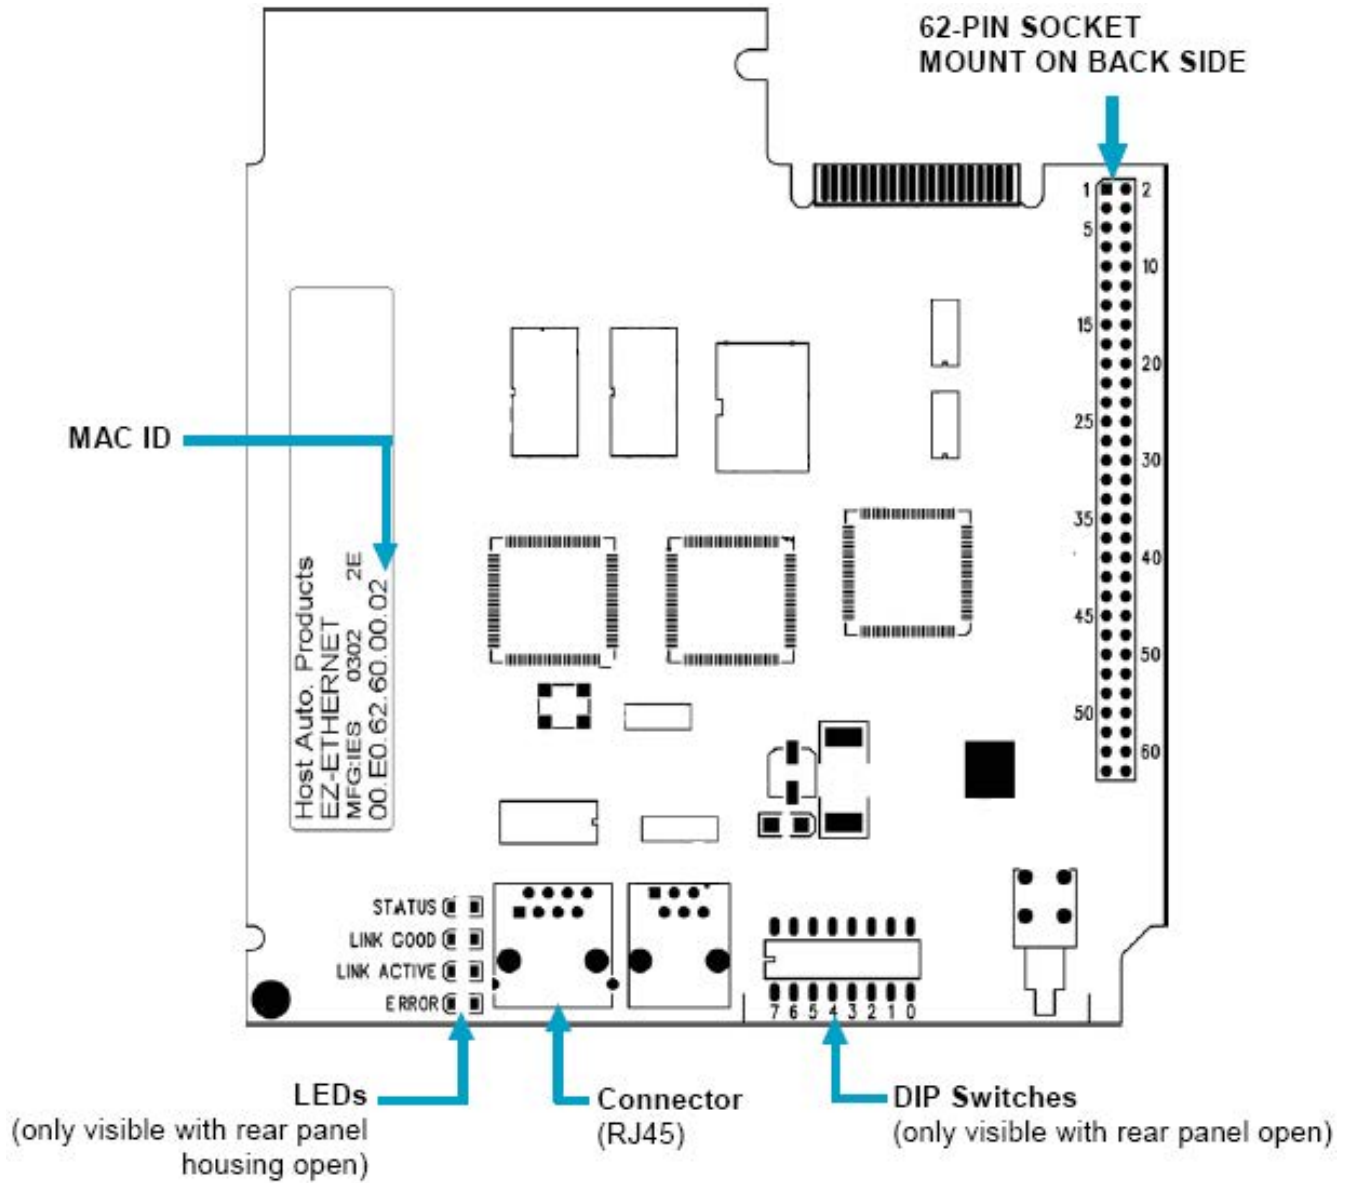 62-PIN SOCKET
MOUNT ON BACK SIDE
1 2
5
10
15
20
25
30
35
40
45
50
50
60
MAC ID
Host Auto. Products
EZ-ETHERNET
MFG:IES 0302 2E
00.E0.62.60.00.02
STATUS
LINK GOOD
LINK ACTIVE
ERROR
7 6 5 4 3 2 1 0
LEDs
(only visible with rear panel
housing open)
Connector
(RJ45)
DIP Switches
(only visible with rear panel open)